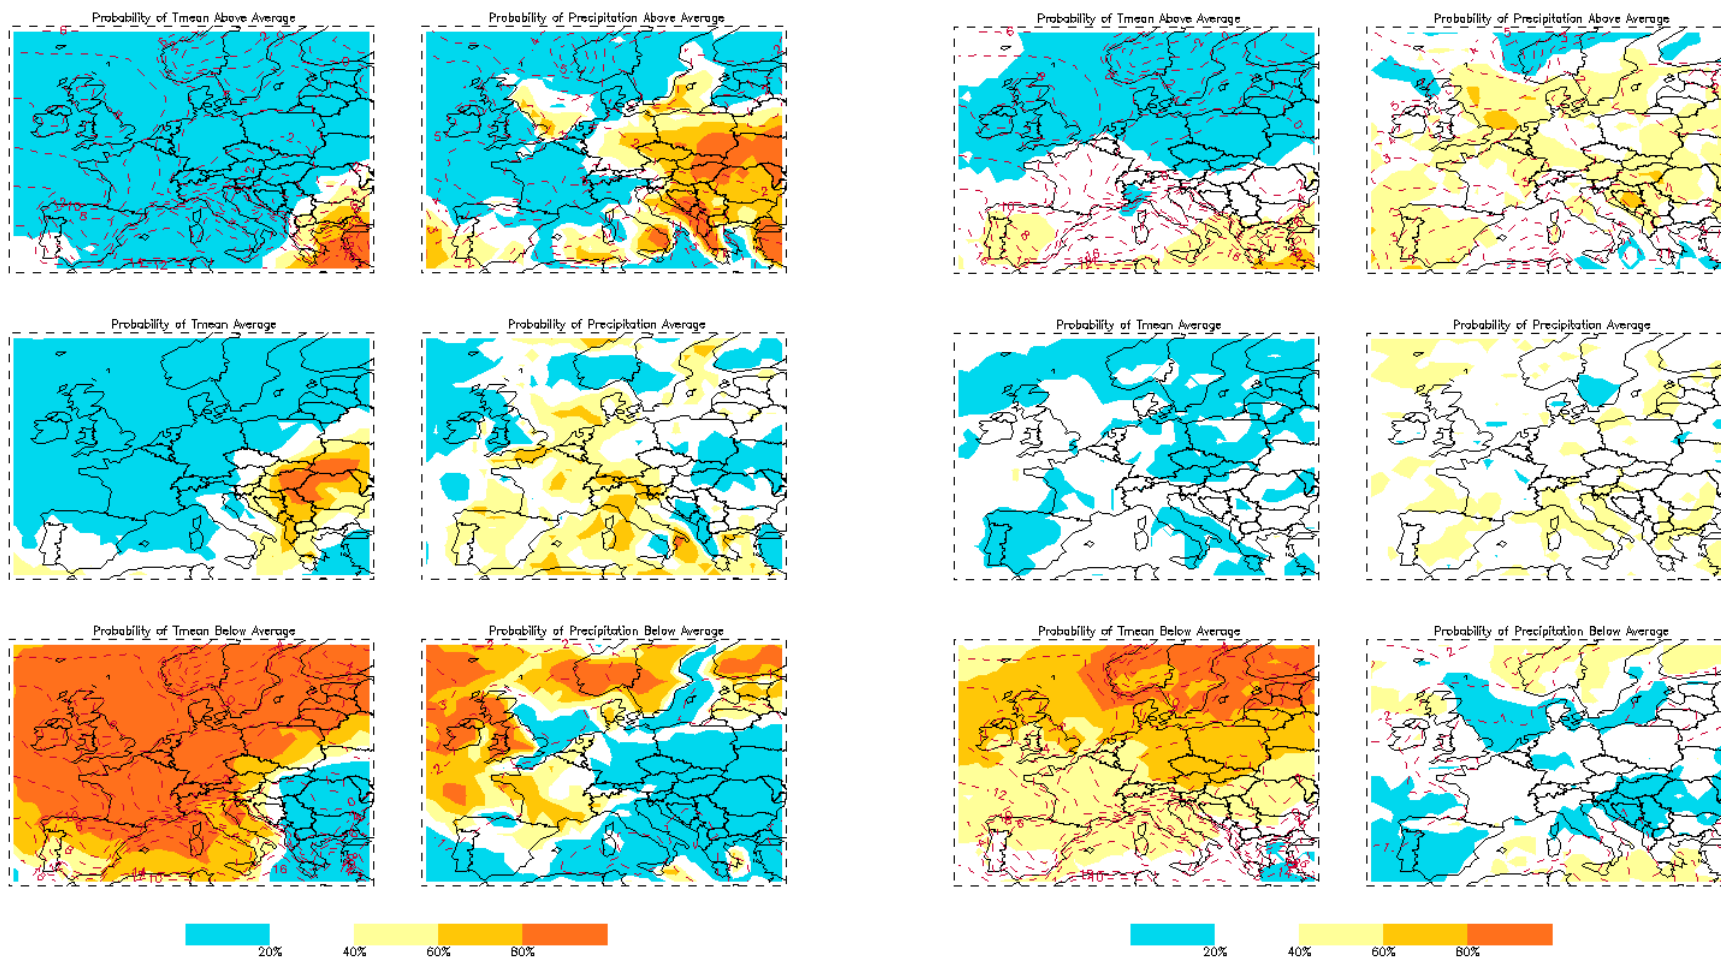 Probability of Tmean Above Average
Probability of Precipitation Above Average
Probability of Tmean Above Average
Probability of Precipitation Above Average
Probability of Tmean Average
Probability of Precipitation Average
Probability of Tmean Average
Probability of Precipitation Average
Probability of Tmean Below Average
Probability of Precipitation Below Average
Probability of Tmean Below Average
Probability of Precipitation Below Average
20% 40% 60% 80%
20% 40% 60% 80%